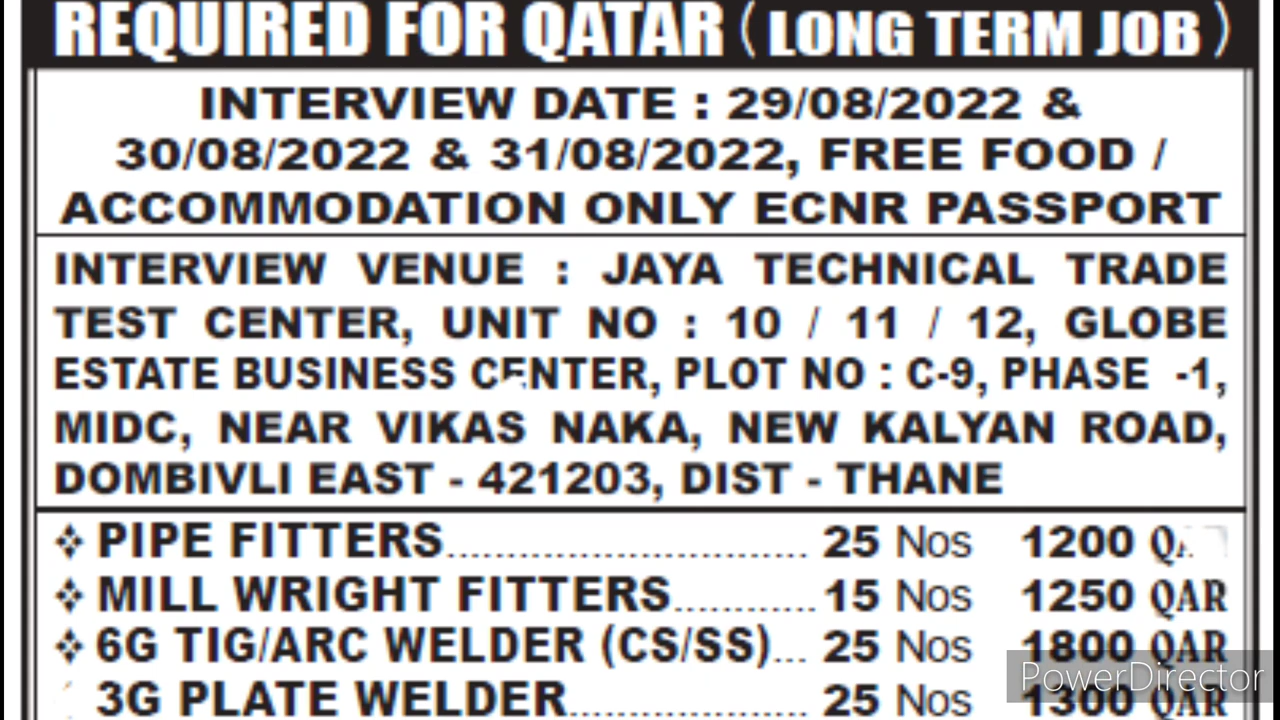 REQUIRED FOR QATAR ( LONG TERM JOB )
INTERVIEW DATE : 29/08/2022 &
30/08/2022 & 31/08/2022, FREE FOOD /
ACCOMMODATION ONLY ECNR PASSPORT
INTERVIEW VENUE : JAYA TECHNICAL TRADE
TEST CENTER, UNIT NO : 10 / 11 / 12, GLOBE
ESTATE BUSINESS CENTER, PLOT NO : C-9, PHASE -1,
MIDC, NEAR VIKAS NAKA, NEW KALYAN ROAD,
DOMBIVLI EAST - 421203, DIST - THANE
❖ PIPE FITTERS.............................. 25 Nos 1200
❖ MILL WRIGHT FITTERS............ 15 Nos 1250 QAR
❖ 6G TIG/ARC WELDER (CS/SS)... 25 Nos 1800 QAR
3G PLATE WELDER.................... 25 Nos 1300 QAR
PowerDirector